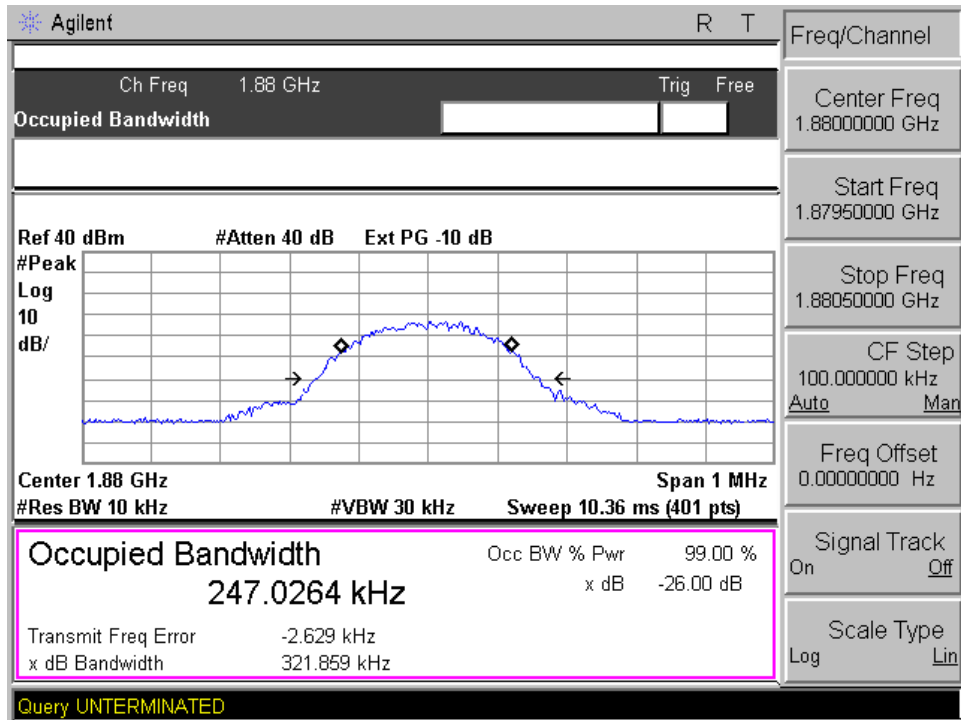 Agilent R T
Ch Freq 1.88 GHz Trig Free
Occupied Bandwidth
Ref 40 dBm #Atten 40 dB Ext PG -10 dB
#Peak
Log
10
dB/
Center 1.88 GHz Span 1 MHz
#Res BW 10 kHz #VBW 30 kHz Sweep 10.36 ms (401 pts)
Occupied Bandwidth Occ BW % Pwr 99.00 %
247.0264 kHz x dB -26.00 dB
Transmit Freq Error -2.629 kHz
x dB Bandwidth 321.859 kHz
Query UNTERMINATED
Freq/Channel
Center Freq
1.88000000 GHz
Start Freq
1.87950000 GHz
Stop Freq
1.88050000 GHz
CF Step
100.000000 kHz
Auto Man
Freq Offset
0.00000000 Hz
Signal Track
On Off
Scale Type
Log Lin